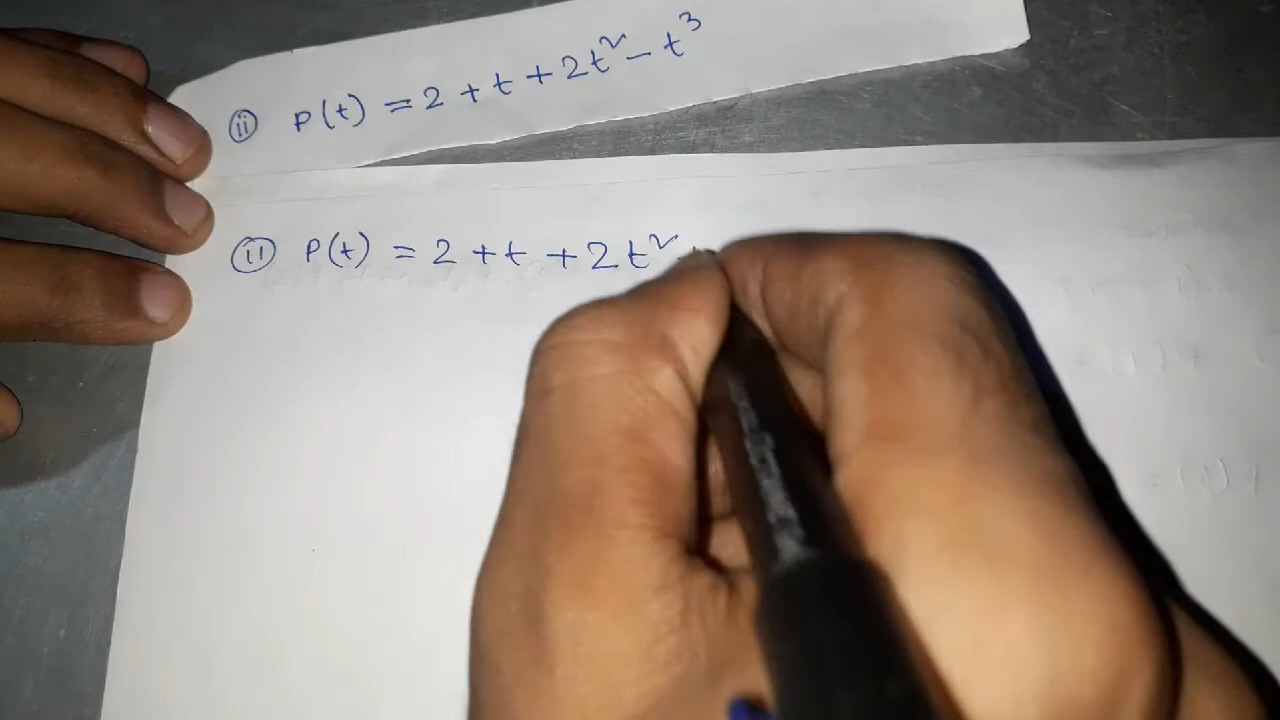 (ii) P(t) = 2 + t + 2t² - t³
(ii) P(t) = 2 + t + 2t²